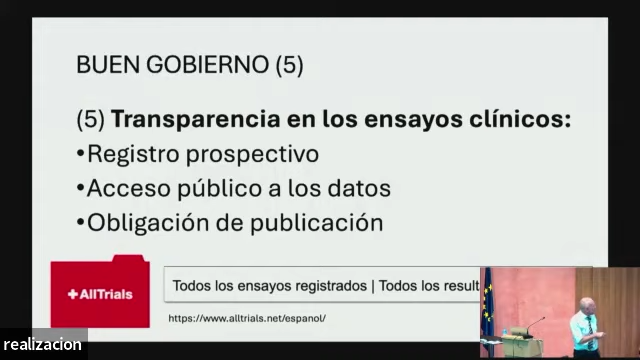 BUEN GOBIERNO (5)
(5) Transparencia en los ensayos clínicos:
•Registro prospectivo
•Acceso público a los datos
•Obligación de publicación
+AllTrials
Todos los ensayos registrados | Todos los
https://www.alltrials.net/espanol/
realizacion